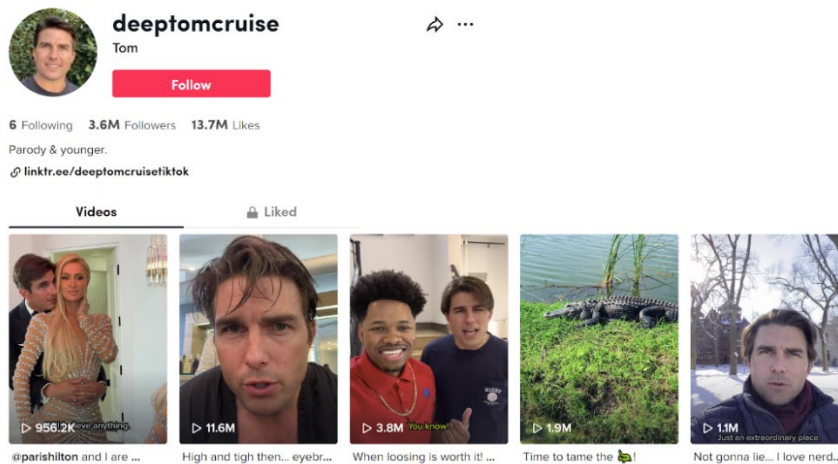 deeptomcruise
Tom
Follow
6 Following 3.6M Followers 13.7M Likes
Parody & younger.
linktr.ee/deeptomcruisetiktok
Videos Liked
956.2K eve anything.
11.6M
3.8M You know!
1.9M
1.1M
Just an extraordinary place.
@parishilton and I are ...
High and tigh then... eyebr...
When loosing is worth it! ...
Time to tame the 🐊!
Not gonna lie... I love nerd...